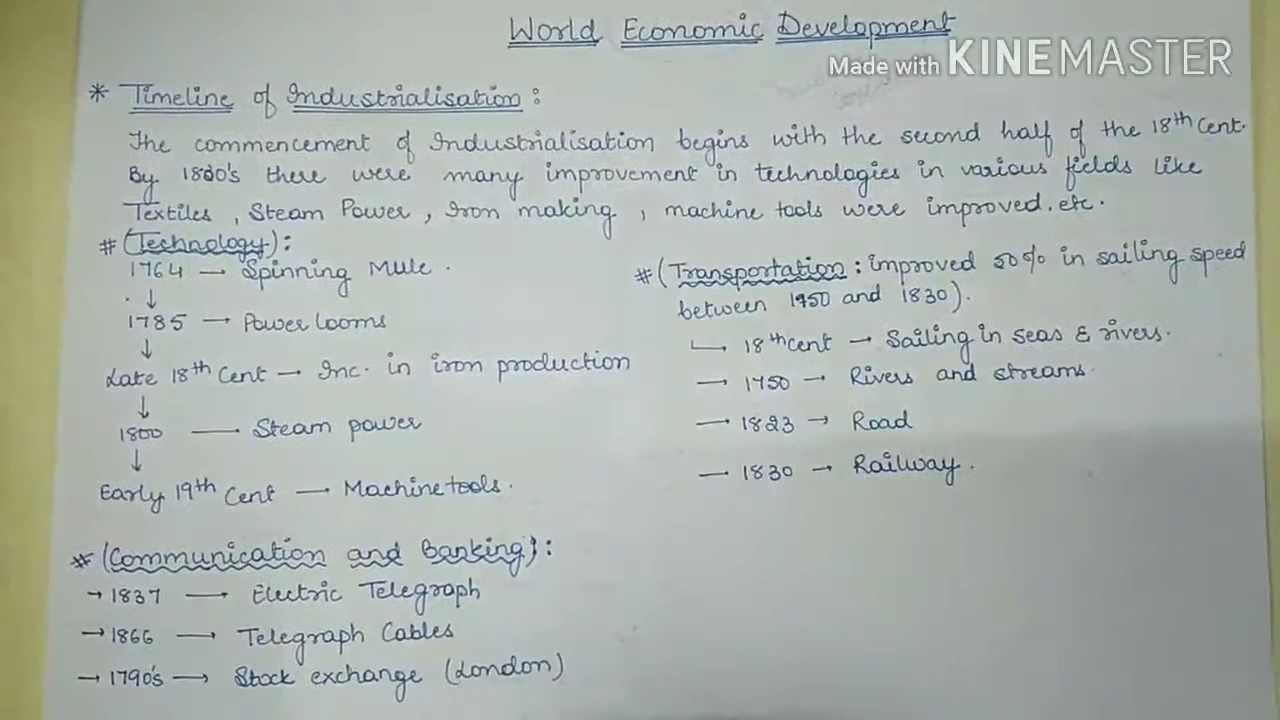 World Economic Development
Made with KINEMASTER
* Timeline of Industrialisation :
The commencement of Industrialisation begins with the second half of the 18th Cent.
By 1830's there were many improvement in technologies in various fields like
Textiles, Steam Power, Iron making, machine tools were improved. etc.
# (Technology) :
1764 — Spinning Mule.
↓
1785 → Power looms
↓
Late 18th Cent — Inc. in iron production
↓
1800 — Steam power
↓
Early 19th Cent — Machine tools.
# (Transportation : improved 50% in sailing speed
between 1750 and 1830).
↳ 18th Cent → Sailing in seas & rivers.
— 1750 → Rivers and streams.
— 1823 → Road
— 1830 → Railway.
# (Communication and Banking) :
→ 1837 → Electric Telegraph
→ 1866 → Telegraph Cables
→ 1790's → Stock exchange (London)